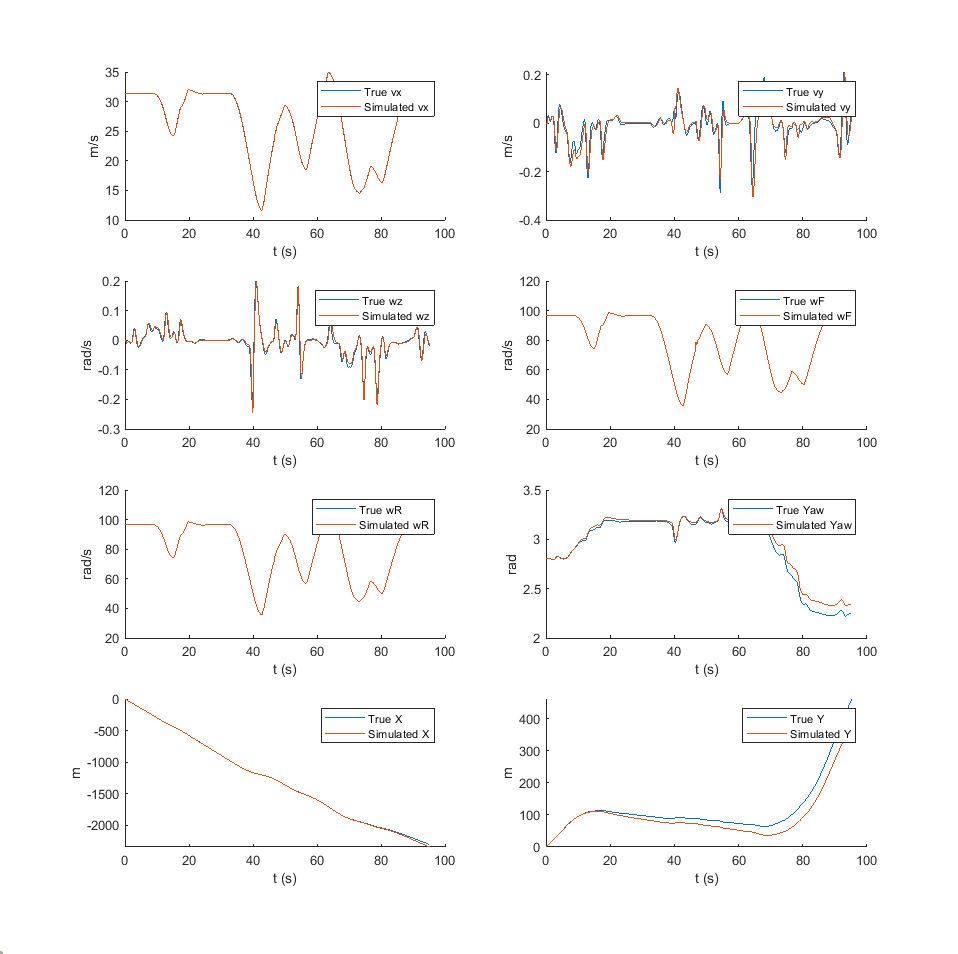 35
30
25
20
15
10
m/s
0
20
40
60
80
100
t (s)
True vx
Simulated vx
0.2
0
-0.2
-0.4
m/s
0
20
40
60
80
100
t (s)
True vy
Simulated vy
0.2
0.1
0
-0.1
-0.2
-0.3
rad/s
0
20
40
60
80
100
t (s)
True wz
Simulated wz
120
100
80
60
40
20
rad/s
0
20
40
60
80
100
t (s)
True wF
Simulated wF
120
100
80
60
40
20
rad/s
0
20
40
60
80
100
t (s)
True wR
Simulated wR
3.5
3
2.5
2
rad
0
20
40
60
80
100
t (s)
True Yaw
Simulated Yaw
0
-500
-1000
-1500
-2000
m
0
20
40
60
80
100
t (s)
True X
Simulated X
400
300
200
100
0
m
0
20
40
60
80
100
t (s)
True Y
Simulated Y